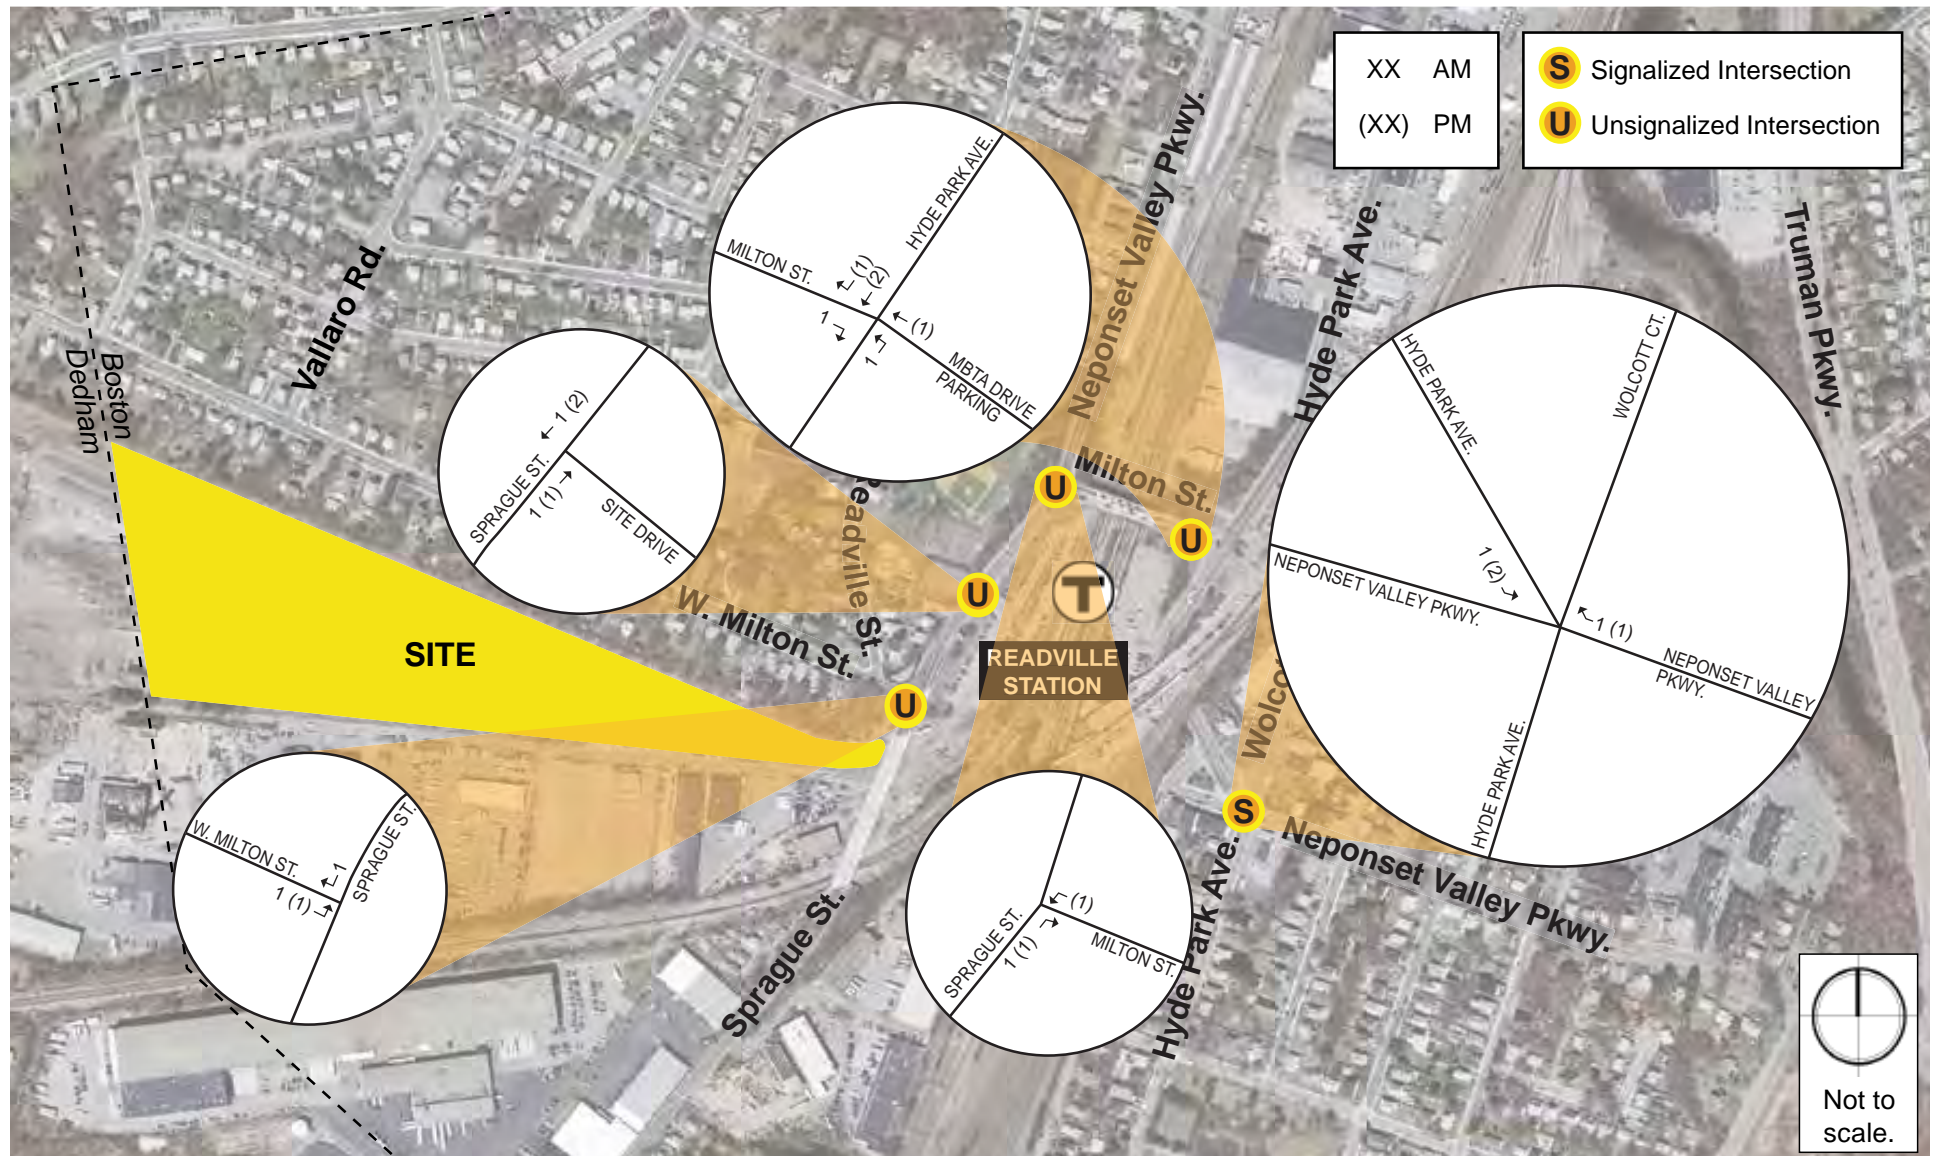 XX AM
(XX) PM
S Signalized Intersection
U Unsignalized Intersection
Neponset Valley Pkwy.
Hyde Park Ave.
Truman Pkwy.
Vallaro Rd.
Boston
Dedham
HYDE PARK AVE.
MILTON ST.
(1)
(2)
(1)
1
1
MBTA DRIVE
PARKING
1 (2)
SPRAGUE ST.
1 (1)
SITE DRIVE
HYDE PARK AVE.
WOLCOTT CT.
NEPONSET VALLEY PKWY.
1 (2)
1 (1)
NEPONSET VALLEY
PKWY.
HYDE PARK AVE.
Milton St.
U
U
U
T
Readville St.
W. Milton St.
SITE
READVILLE
STATION
U
S
Neponset Valley Pkwy.
Hyde Park Ave.
Sprague St.
W. MILTON ST.
1
1 (1)
SPRAGUE ST.
(1)
SPRAGUE ST.
1 (1)
MILTON ST.
Not to
scale.